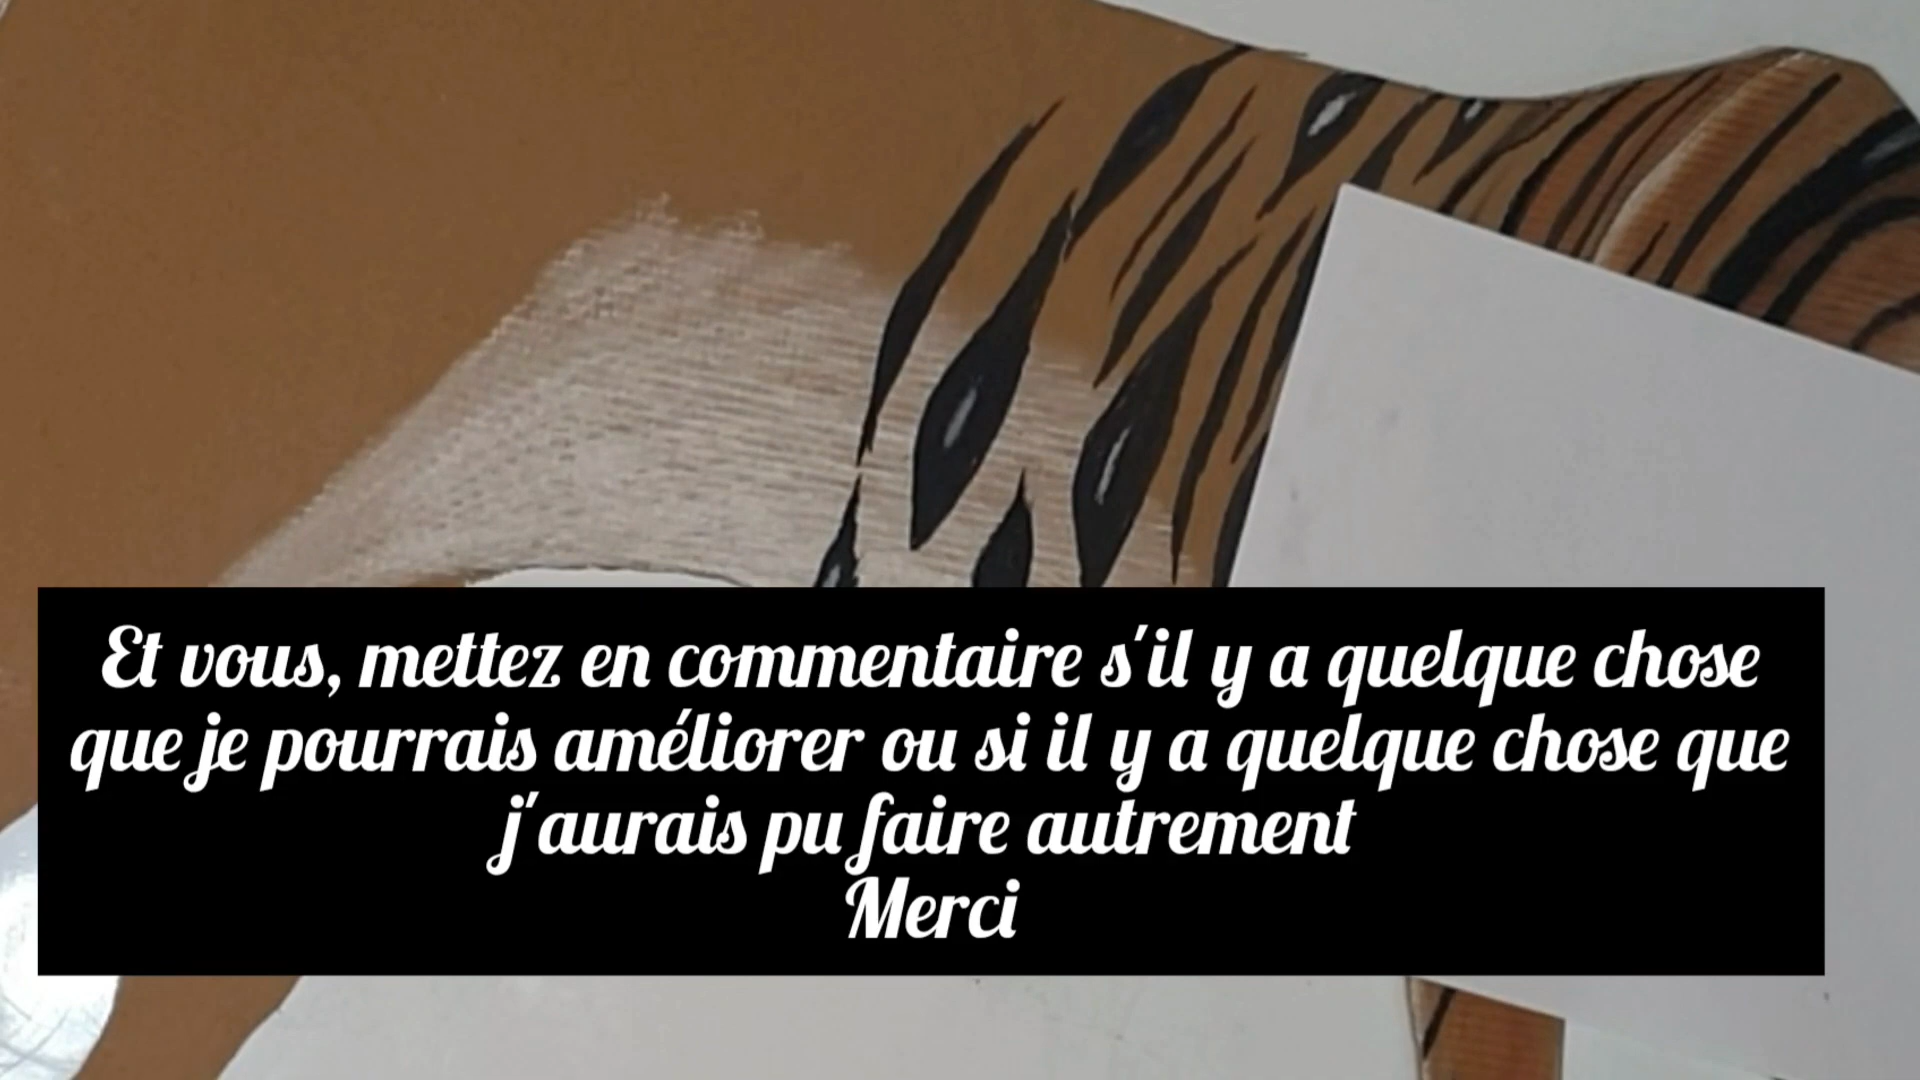 Et vous, mettez en commentaire s'il y a quelque chose
que je pourrais améliorer ou si il y a quelque chose que
j'aurais pu faire autrement
Merci